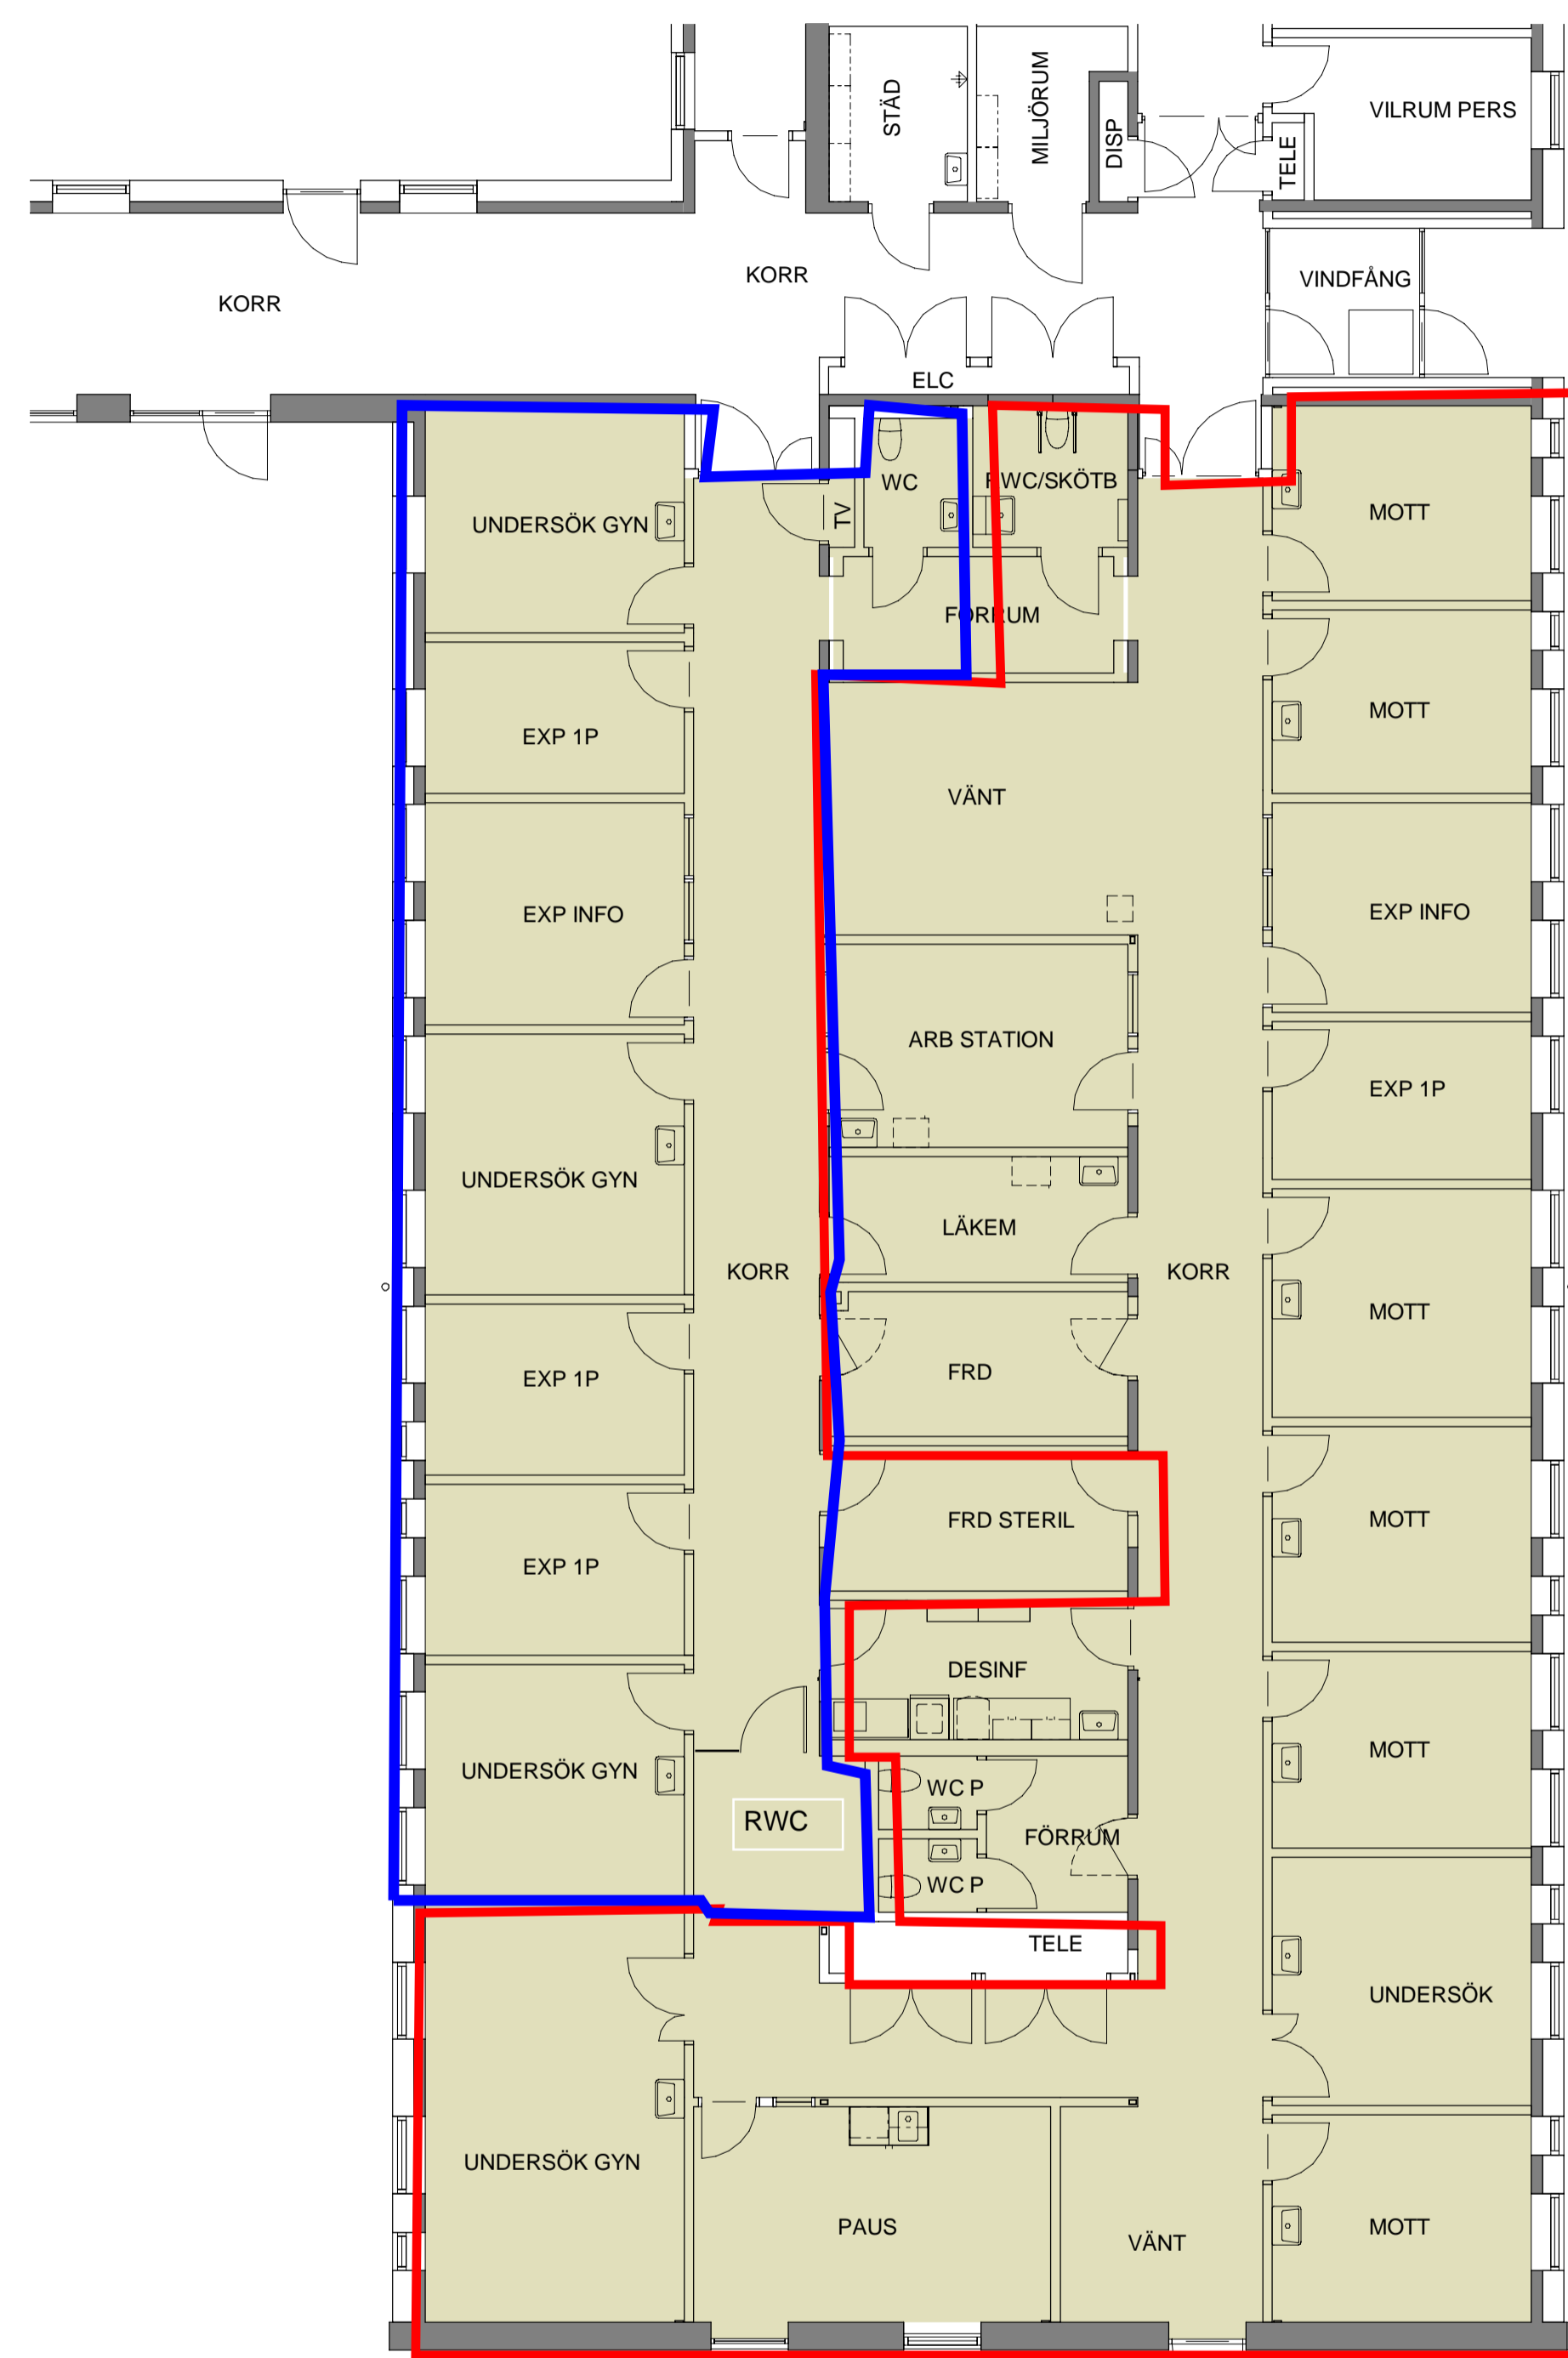 STÄD
MILJÖRUM
DISP
TELE
VILRUM PERS
KORR
KORR
VINDFÅNG
ELC
WC
RWC/SKÖTB
TV
MOTT
UNDERSÖK GYN
FÖRRUM
EXP 1P
MOTT
VÄNT
EXP INFO
EXP INFO
ARB STATION
EXP 1P
UNDERSÖK GYN
LÄKEM
KORR
KORR
MOTT
EXP 1P
FRD
FRD STERIL
MOTT
EXP 1P
DESINF
MOTT
UNDERSÖK GYN
WC P
RWC
FÖRRUM
WC P
TELE
UNDERSÖK
UNDERSÖK GYN
PAUS
VÄNT
MOTT